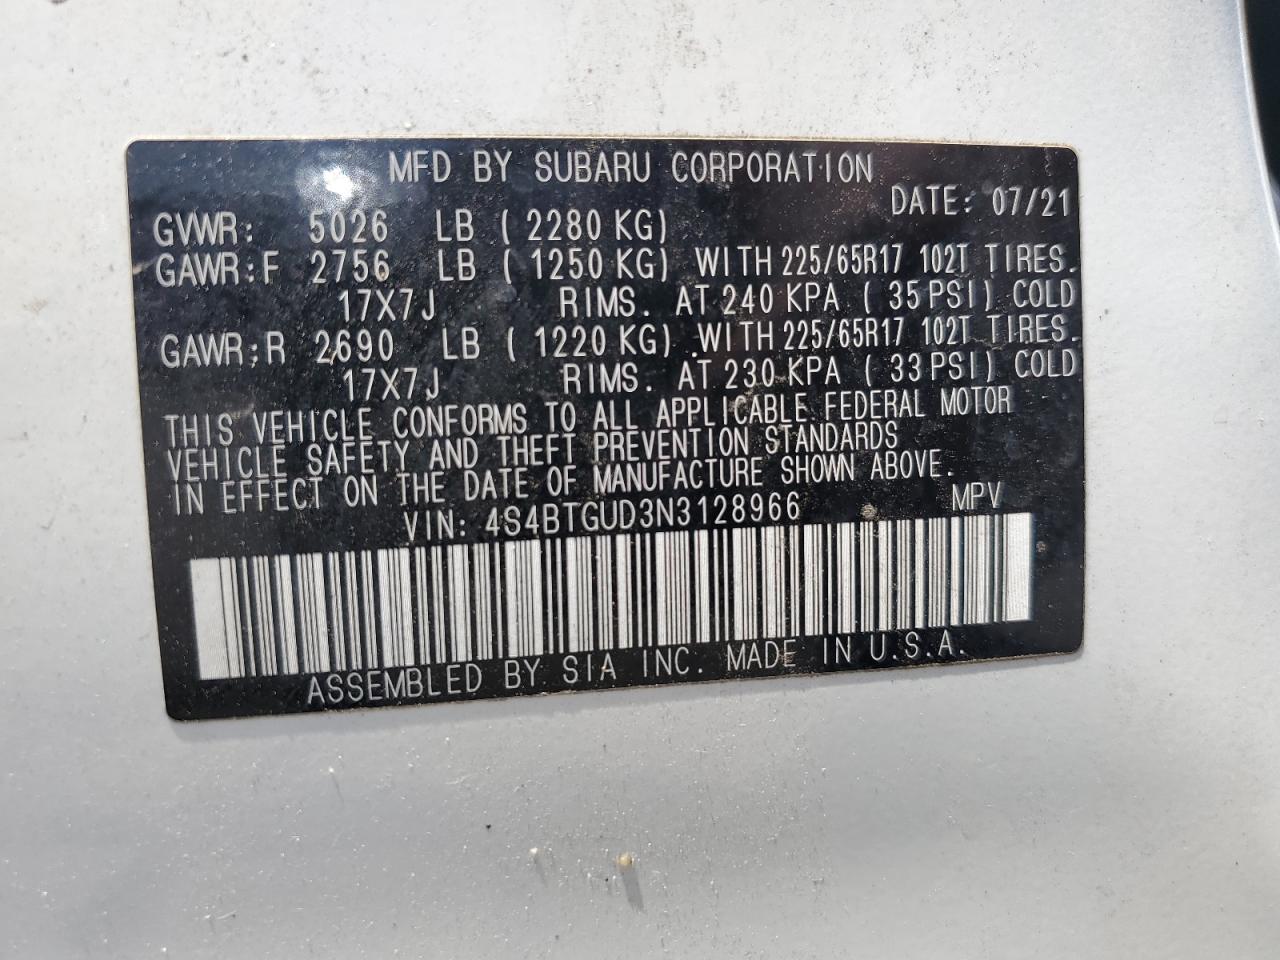 MFD BY SUBARU CORPORATION
DATE: 07/21
GVWR: 5026 LB ( 2280 KG)
GAWR:F 2756 LB ( 1250 KG) WITH 225/65R17 102T TIRES.
17X7J RIMS. AT 240 KPA ( 35 PSI) COLD
GAWR:R 2690 LB ( 1220 KG) WITH 225/65R17 102T TIRES.
17X7J RIMS. AT 230 KPA ( 33 PSI) COLD
THIS VEHICLE CONFORMS TO ALL APPLICABLE FEDERAL MOTOR
VEHICLE SAFETY AND THEFT PREVENTION STANDARDS
IN EFFECT ON THE DATE OF MANUFACTURE SHOWN ABOVE.
VIN: 4S4BTGUD3N3128966 MPV
ASSEMBLED BY SIA INC. MADE IN U.S.A.